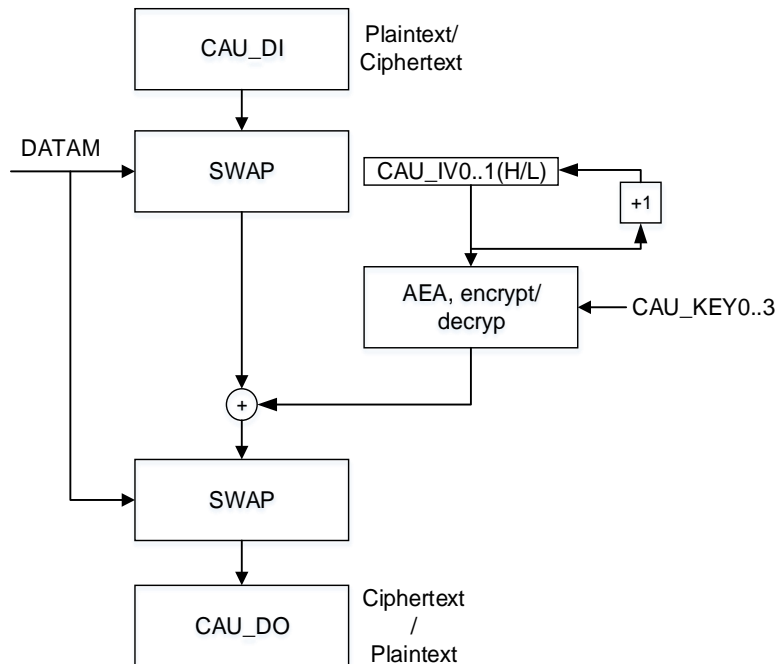 CAU_DI
Plaintext/
Ciphertext
DATAM
SWAP
CAU_IV0..1(H/L)
+1
AEA, encrypt/
decryp
CAU_KEY0..3
+
SWAP
CAU_DO
Ciphertext
/
Plaintext